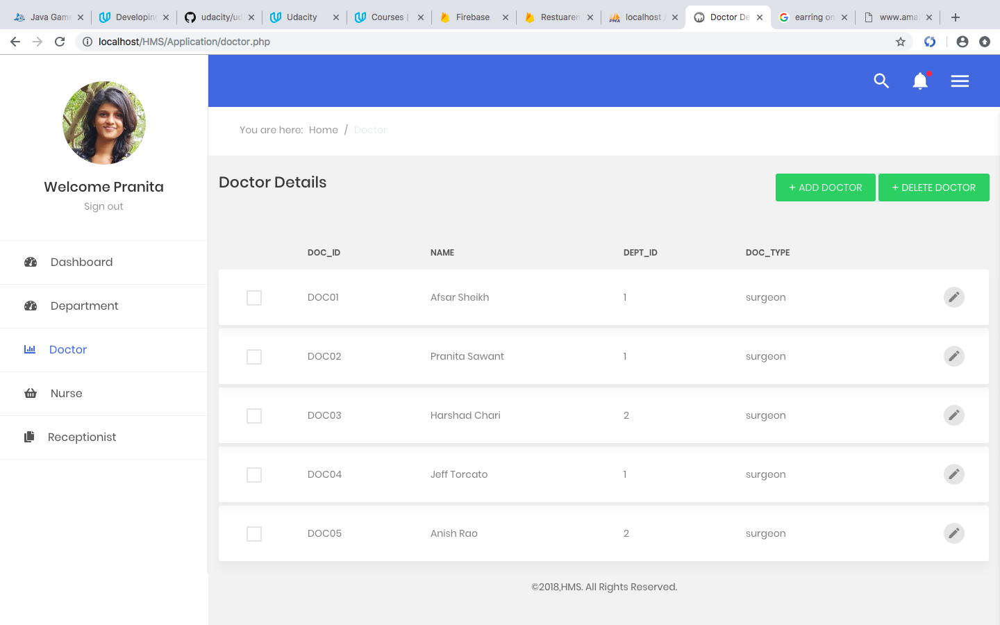 Java Game
Developing
udacity/ud
Udacity
Courses |
Firebase
Restuaren
localhost /
Doctor De
earring on
www.ama
localhost/HMS/Application/doctor.php
You are here: Home / Doctor
Welcome Pranita
Sign out
Dashboard
Department
Doctor
Nurse
Receptionist
Doctor Details
+ ADD DOCTOR
+ DELETE DOCTOR
DOC_ID NAME DEPT_ID DOC_TYPE
DOC01 Afsar Sheikh 1 surgeon
DOC02 Pranita Sawant 1 surgeon
DOC03 Harshad Chari 2 surgeon
DOC04 Jeff Torcato 1 surgeon
DOC05 Anish Rao 2 surgeon
©2018,HMS. All Rights Reserved.